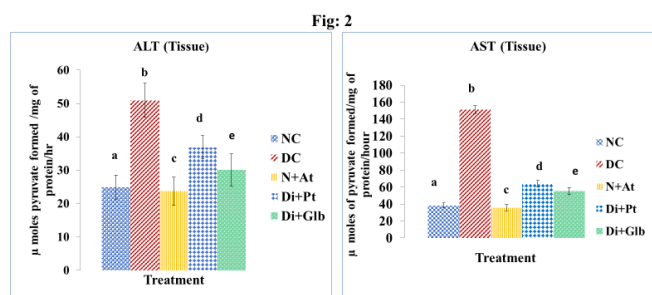 Fig: 2
ALT (Tissue)
µ moles pyruvate formed /mg of
protein/hr
60
50
40
30
20
10
0
a
b
c
d
e
NC
DC
N+At
Di+Pt
Di+Glb
Treatment
AST (Tissue)
µ moles of pyruvate formed/mg of
protein/hour
180
160
140
120
100
80
60
40
20
0
a
b
c
d
e
NC
DC
N+At
Di+Pt
Di+Glb
Treatment